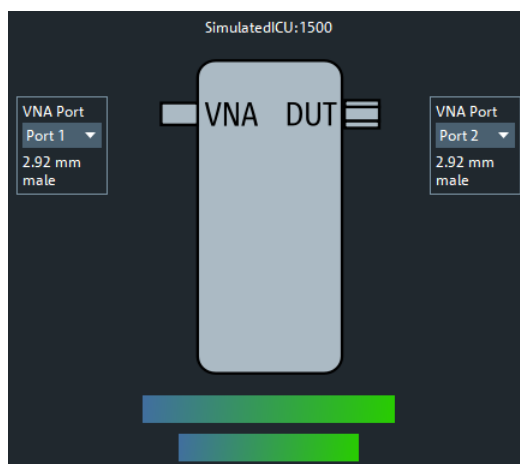 SimulatedICU:1500
VNA Port
Port 1
2.92 mm
male
VNA DUT
VNA Port
Port 2
2.92 mm
male